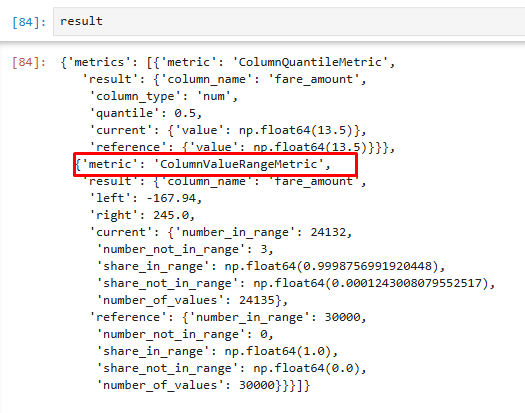 [84]: result
[84]: {'metrics': [{'metric': 'ColumnQuantileMetric',
'result': {'column_name': 'fare_amount',
'column_type': 'num',
'quantile': 0.5,
'current': {'value': np.float64(13.5)},
'reference': {'value': np.float64(13.5)}}},
{'metric': 'ColumnValueRangeMetric',
'result': {'column_name': 'fare_amount',
'left': -167.94,
'right': 245.0,
'current': {'number_in_range': 24132,
'number_not_in_range': 3,
'share_in_range': np.float64(0.9998756991920448),
'share_not_in_range': np.float64(0.0001243008079552517),
'number_of_values': 24135},
'reference': {'number_in_range': 30000,
'number_not_in_range': 0,
'share_in_range': np.float64(1.0),
'share_not_in_range': np.float64(0.0),
'number_of_values': 30000}}}]}